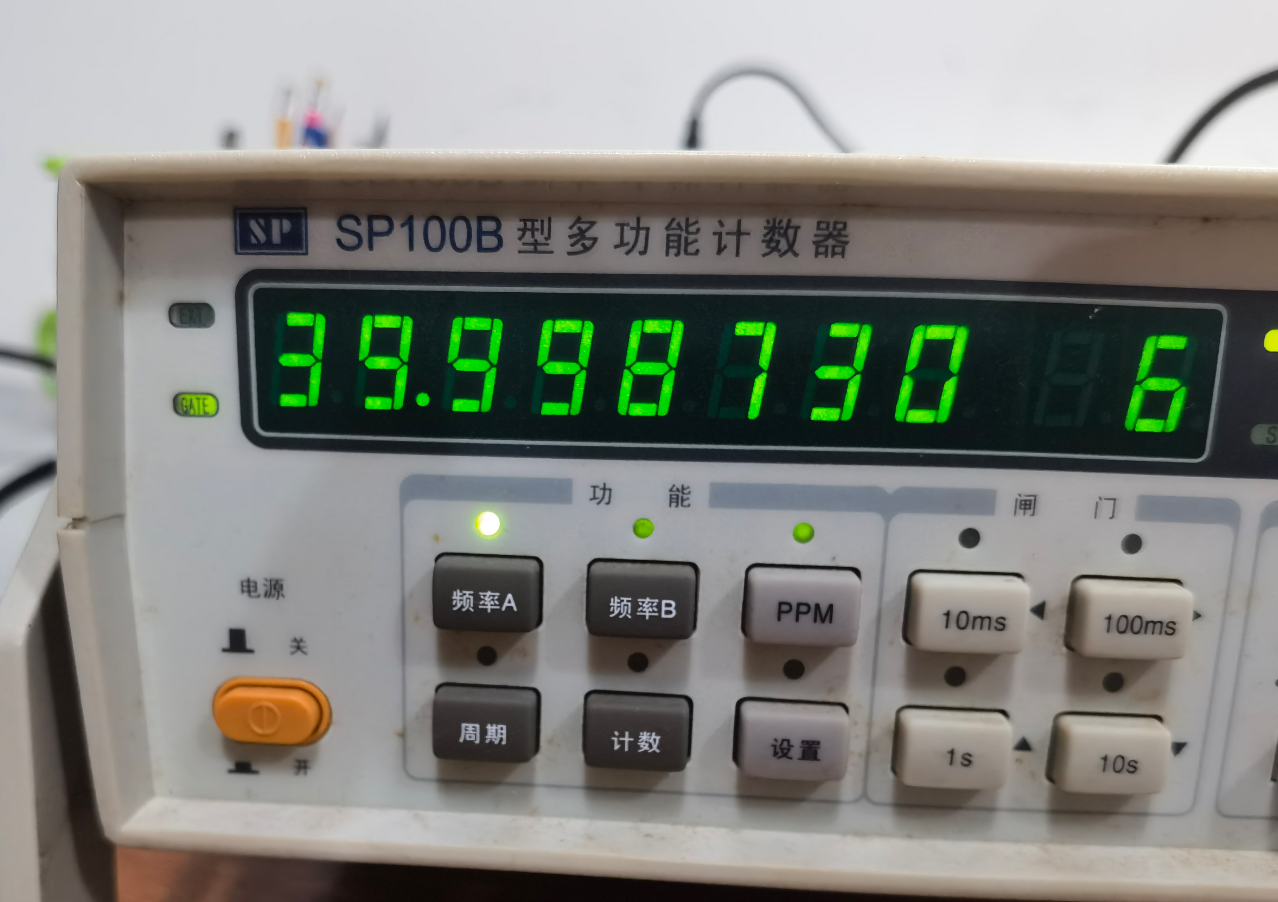 SP SP100B型多功能计数器
EXT
GATE
39.998730 6
S
功能
闸门
频率A
频率B
PPM
10ms
100ms
电源
关
周期
计数
设置
1s
10s
开